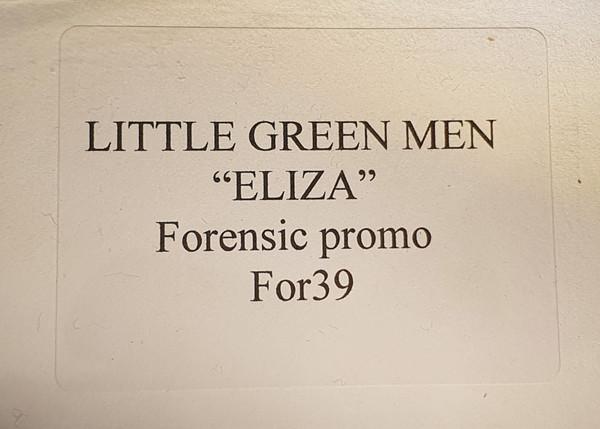 LITTLE GREEN MEN
“ELIZA”
Forensic promo
For39